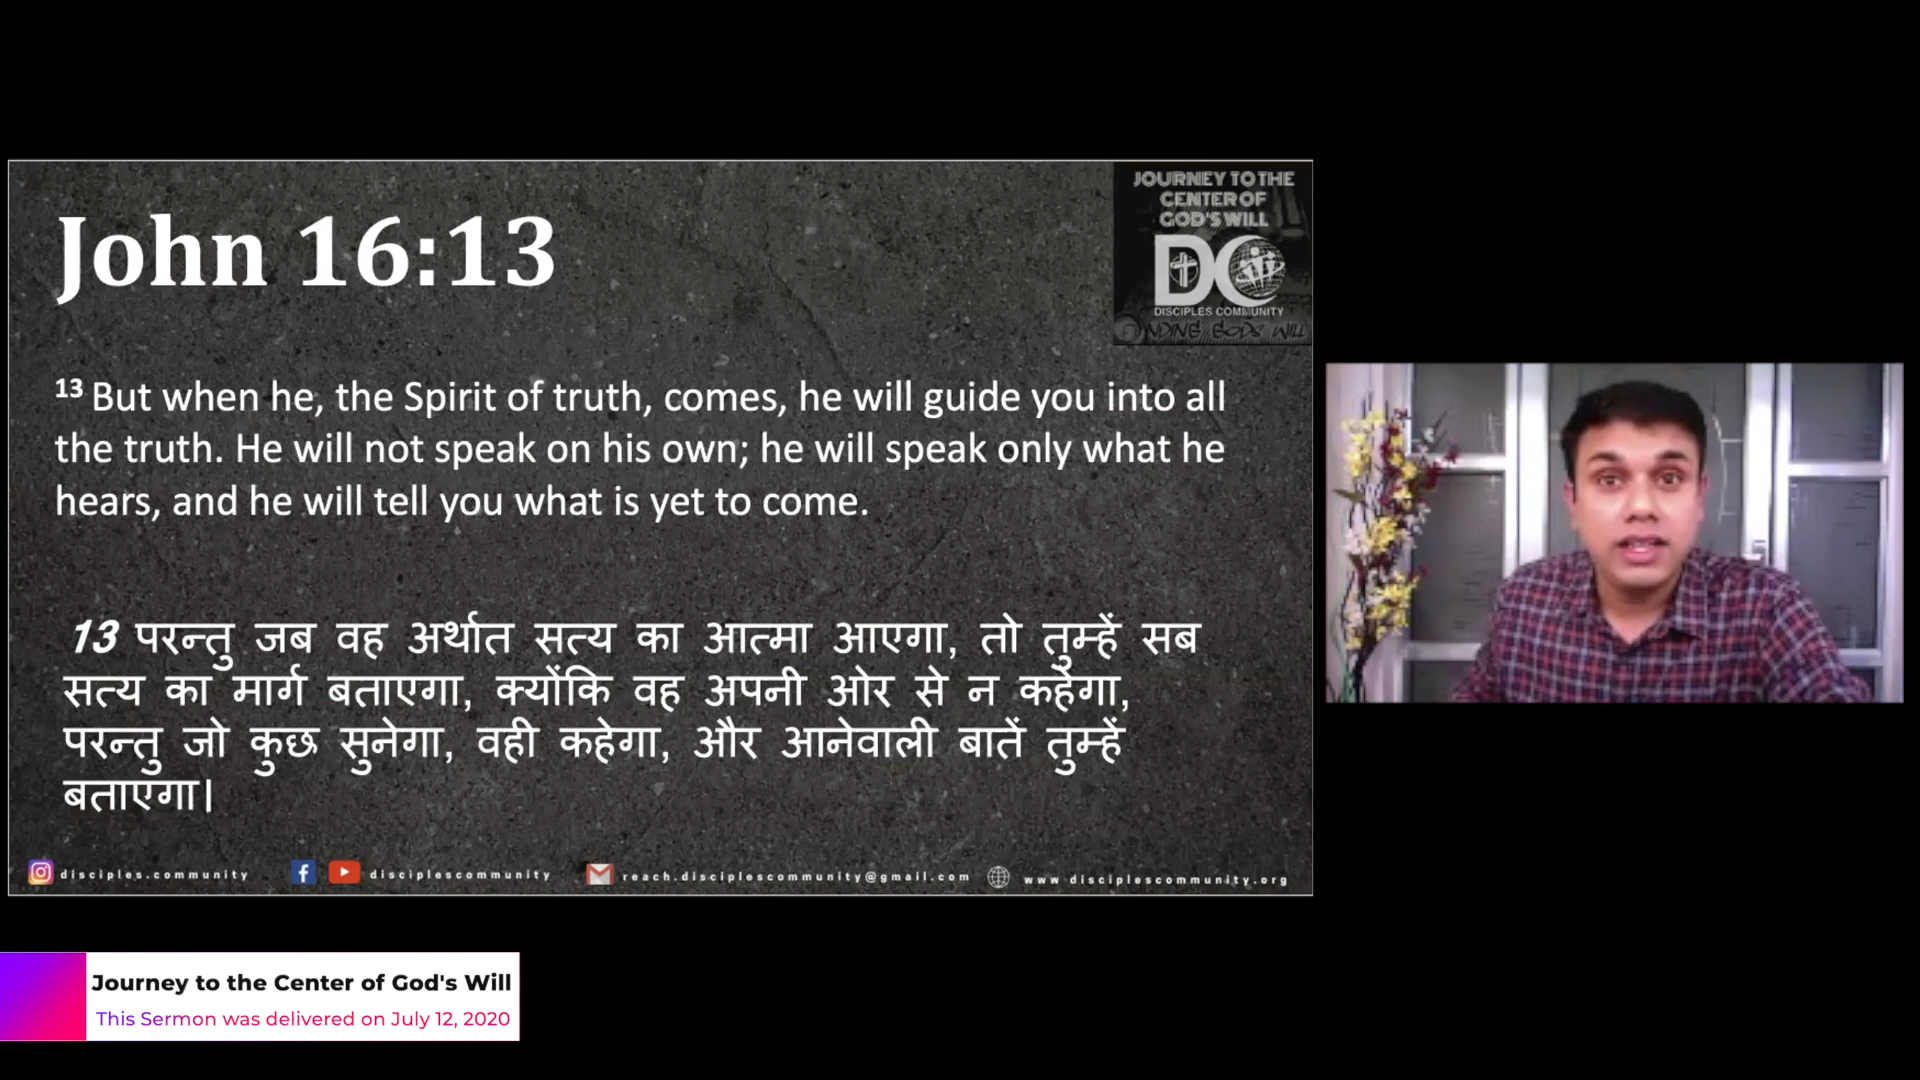 John 16:13
JOURNEY TO THE
CENTER OF
GOD'S WILL
DC
DISCIPLES COMMUNITY
NDING GODS WILL
13 But when he, the Spirit of truth, comes, he will guide you into all
the truth. He will not speak on his own; he will speak only what he
hears, and he will tell you what is yet to come.
13 परन्तु जब वह अर्थात सत्य का आत्मा आएगा, तो तुम्हें सब
सत्य का मार्ग बताएगा, क्योंकि वह अपनी ओर से न कहेगा,
परन्तु जो कुछ सुनेगा, वही कहेगा, और आनेवाली बातें तुम्हें
बताएगा।
disciples.community
disciplescommunity
reach.disciplescommunity@gmail.com
www disciplescommunity.org
Journey to the Center of God's Will
This Sermon was delivered on July 12, 2020